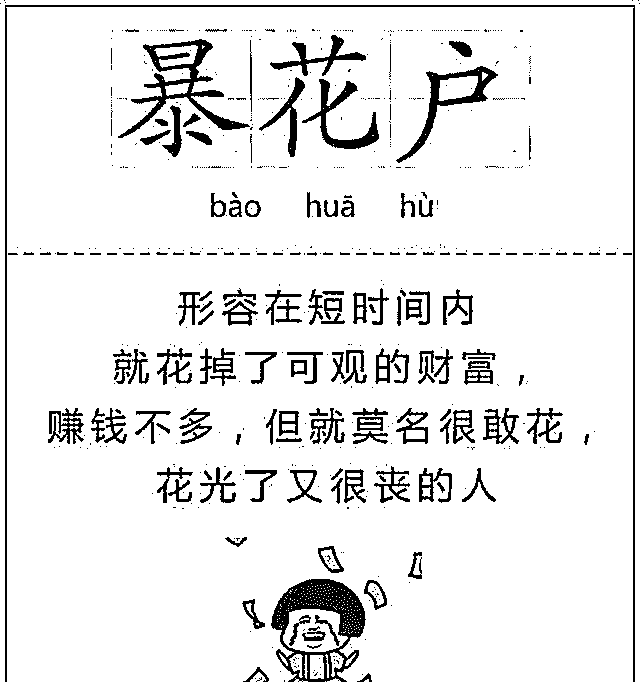 暴花户
bào huā hù
形容在短时间内
就花掉了可观的财富，
赚钱不多，但就莫名很敢花，
花光了又很丧的人